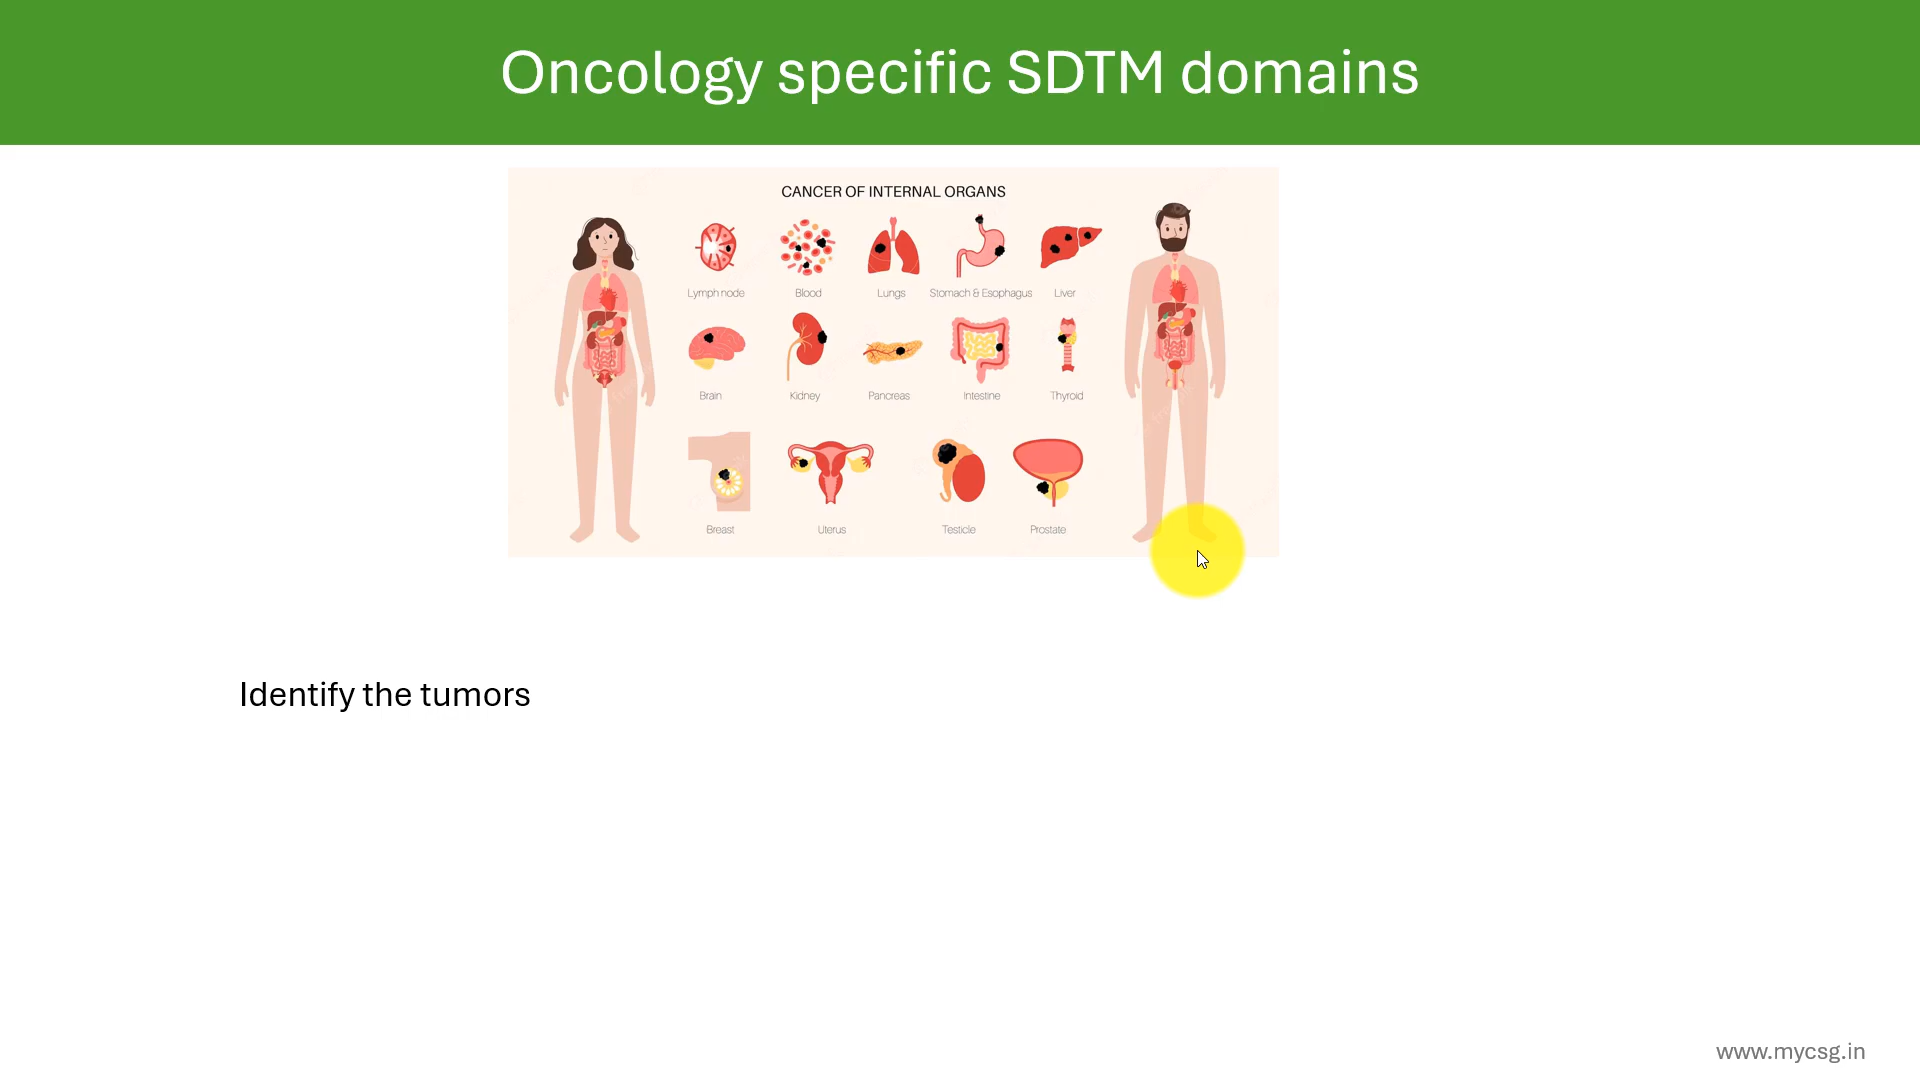 Oncology specific SDTM domains
CANCER OF INTERNAL ORGANS
Lymph node Blood Lungs Stomach & Esophagus Liver
Brain Kidney Pancreas Intestine Thyroid
Breast Uterus Testicle Prostate
Identify the tumors
www.mycsg.in